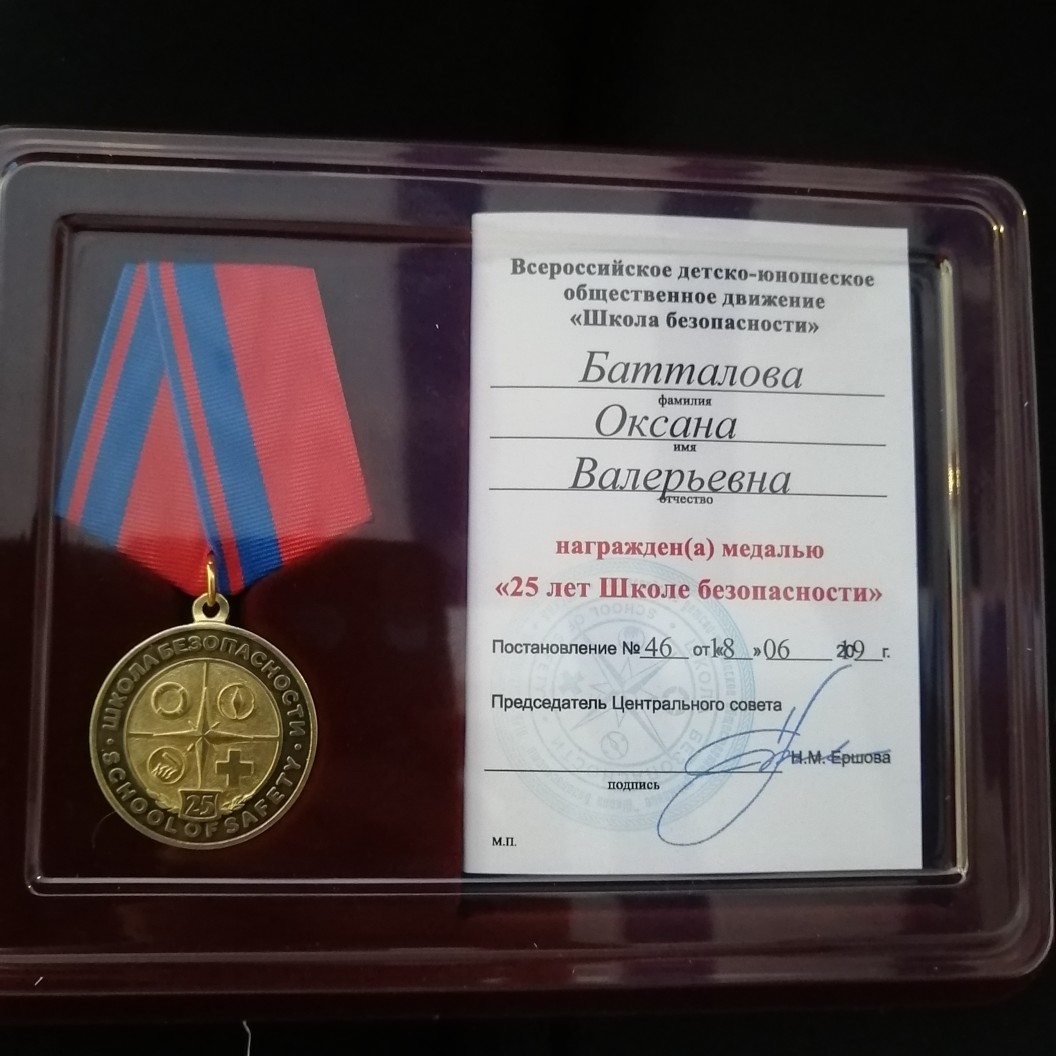 Всероссийское детско-юношеское
общественное движение
«Школа безопасности»
Батталова
фамилия
Оксана
имя
Валерьевна
отчество
награжден(а) медалью
«25 лет Школе безопасности»
Постановление № 46 от «18» 06 2019 г.
Председатель Центрального совета
Н.М. Ершова
подпись
М.П.
ШКОЛА БЕЗОПАСНОСТИ
25
SCHOOL OF SAFETY